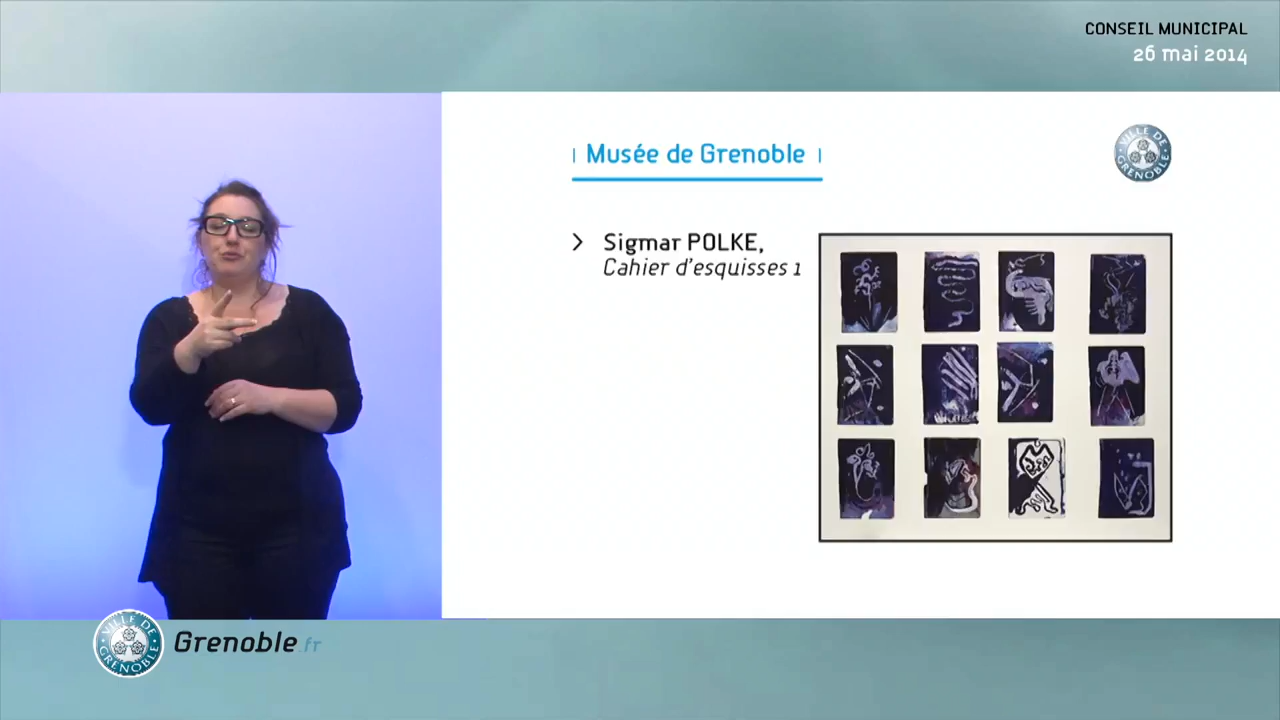 CONSEIL MUNICIPAL
26 mai 2014
Musée de Grenoble
VILLE DE GRENOBLE
> Sigmar POLKE,
Cahier d'esquisses 1
VILLE DE GRENOBLE
Grenoble.fr